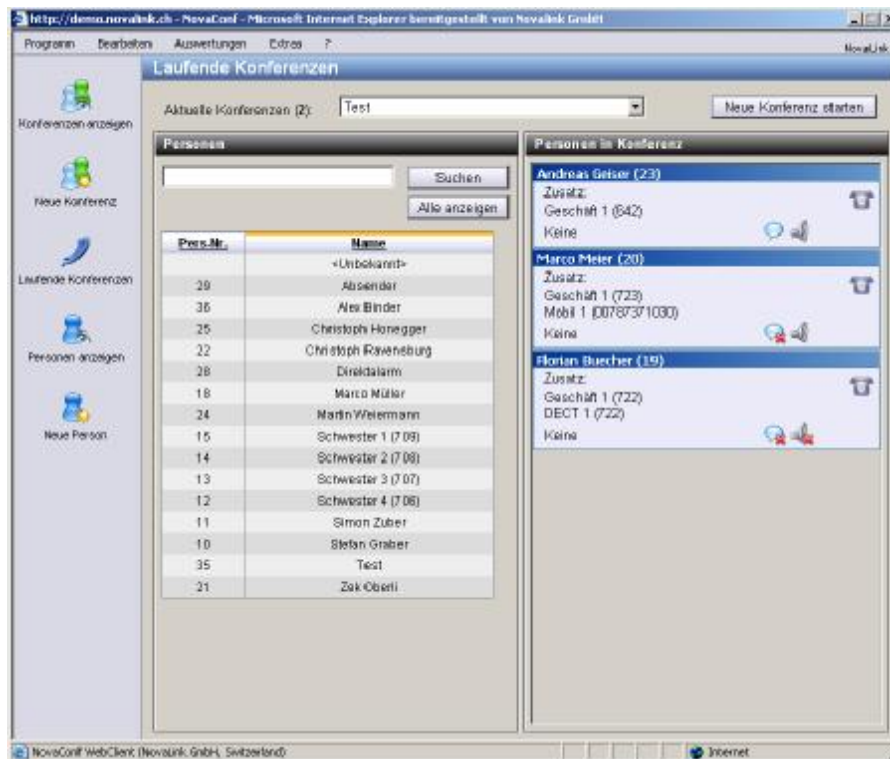 http://demo.novalink.ch - NovaConf - Microsoft Internet Explorer bereitgestellt von Novalink GmbH
Programm Bearbeiten Auswertungen Extras ?
NovaLink
Laufende Konferenzen
Konferenzen anzeigen
Neue Konferenz
Laufende Konferenzen
Personen anzeigen
Neue Person
Aktuelle Konferenzen (2): Test Neue Konferenz starten
Personen
Suchen
Alle anzeigen
Pers.Nr. Name
<Unbekannt>
29 Absender
36 Alex Binder
25 Christoph Honegger
22 Christoph Ravensburg
28 Direktalarm
18 Marco Müller
24 Martin Weiermann
15 Schwester 1 (709)
14 Schwester 2 (708)
13 Schwester 3 (707)
12 Schwester 4 (706)
11 Simon Zuber
10 Stefan Graber
35 Test
21 Zak Oberli
Personen in Konferenz
Andreas Geiser (23)
Zusatz:
Geschäft 1 (642)
Keine
Marco Meier (20)
Zusatz:
Geschäft 1 (723)
Mobil 1 (00787371030)
Keine
Florian Buecher (19)
Zusatz:
Geschäft 1 (722)
DECT 1 (722)
Keine
NovaConf WebClient (NovaLink GmbH, Switzerland)
Internet